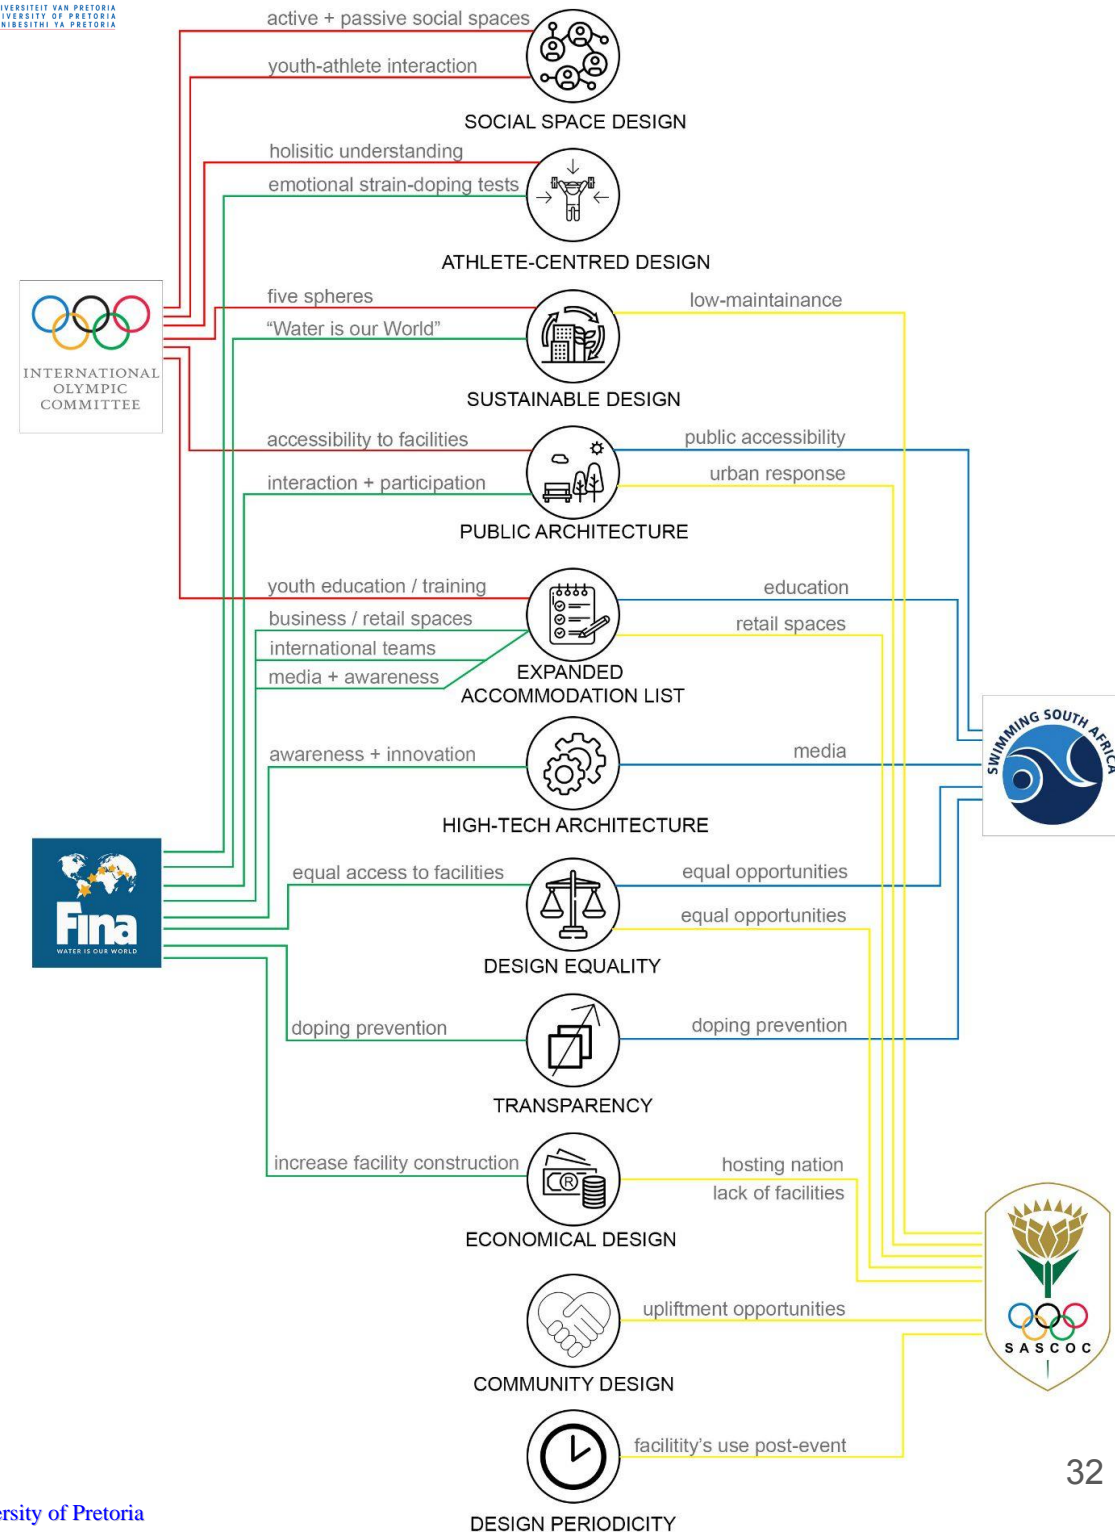 VERSITEIT VAN PRETORIA
IVERSITY OF PRETORIA
NIBESITHI YA PRETORIA
active + passive social spaces
youth-athlete interaction
SOCIAL SPACE DESIGN
holisitic understanding
emotional strain-doping tests
ATHLETE-CENTRED DESIGN
INTERNATIONAL
OLYMPIC
COMMITTEE
five spheres
low-maintainance
“Water is our World”
SUSTAINABLE DESIGN
accessibility to facilities
public accessibility
interaction + participation
urban response
PUBLIC ARCHITECTURE
youth education / training
education
business / retail spaces
retail spaces
international teams
media + awareness
EXPANDED
ACCOMMODATION LIST
SWIMMING SOUTH AFRICA
awareness + innovation
media
HIGH-TECH ARCHITECTURE
Fina
WATER IS OUR WORLD
equal access to facilities
equal opportunities
equal opportunities
DESIGN EQUALITY
doping prevention
doping prevention
TRANSPARENCY
increase facility construction
hosting nation
lack of facilities
R
ECONOMICAL DESIGN
SASCOC
upliftment opportunities
COMMUNITY DESIGN
facilitity's use post-event
DESIGN PERIODICITY
32
ersity of Pretoria